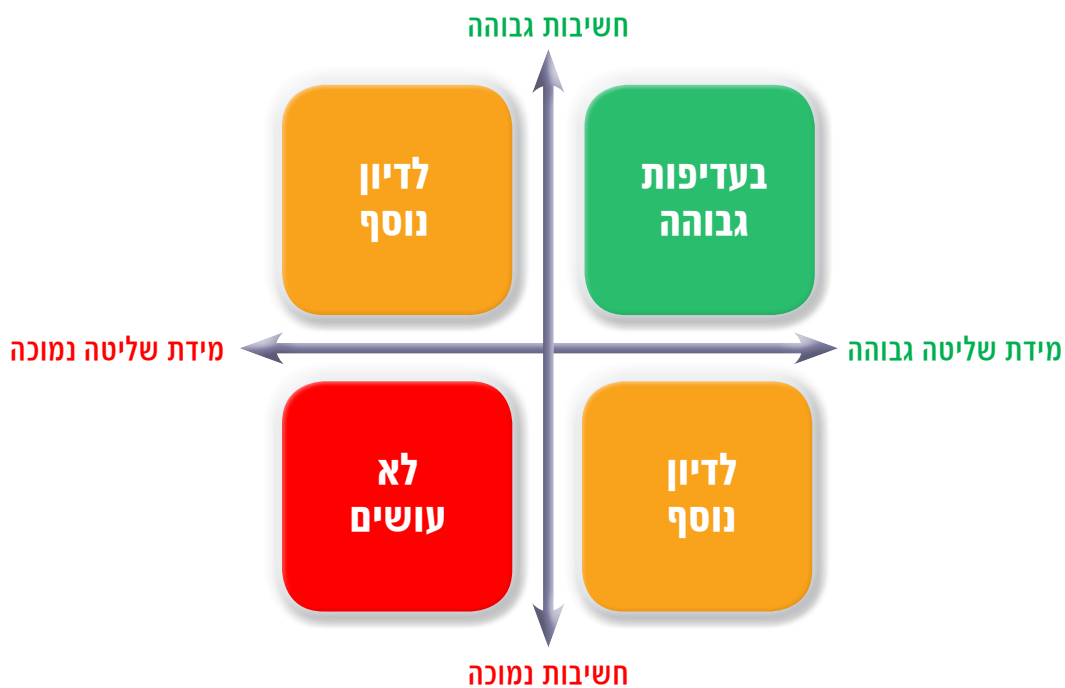 חשיבות גבוהה
בעדיפות
גבוהה
לדיון
נוסף
מידת שליטה גבוהה
מידת שליטה נמוכה
לדיון
נוסף
לא
עושים
חשיבות נמוכה